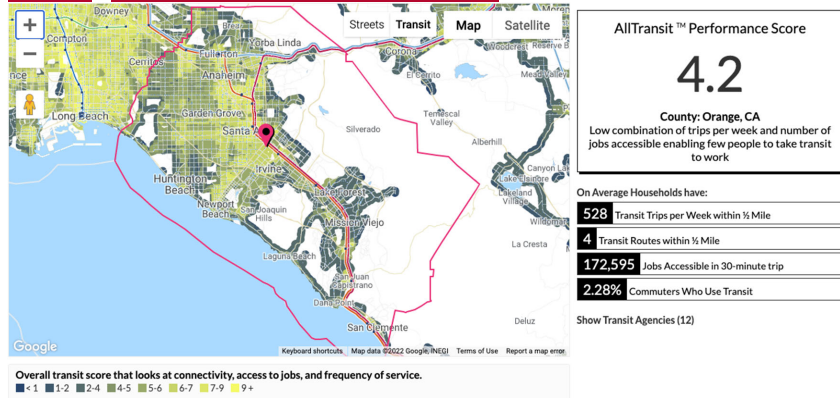 Streets Transit Map Satellite
Downey
Compton
Cerritos
Brea
Fullerton
Yorba Linda
Anaheim
Corona
El Cerrito
Woodcrest
Reserve B
Mead Valley
nce
Long Beach
Garden Grove
Santa A
Silverado
Temescal
Valley
Alberhill
Irvine
Huntington
Beach
Newport
Beach
San Joaquin
Hills
Lake Forest
Mission Viejo
Canyon La
Lake Elsinore
Lakeland
Village
Wildomar
La Cresta
Laguna Beach
San Juan
Capistrano
Dana Point
San Clemente
Deluz
Google
Keyboard shortcuts Map data ©2022 Google, INEGI Terms of Use Report a map error
Overall transit score that looks at connectivity, access to jobs, and frequency of service.
< 1 1-2 2-4 4-5 5-6 6-7 7-9 9+
AllTransit ™ Performance Score
4.2
County: Orange, CA
Low combination of trips per week and number of
jobs accessible enabling few people to take transit
to work
On Average Households have:
528 Transit Trips per Week within ½ Mile
4 Transit Routes within ½ Mile
172,595 Jobs Accessible in 30-minute trip
2.28% Commuters Who Use Transit
Show Transit Agencies (12)